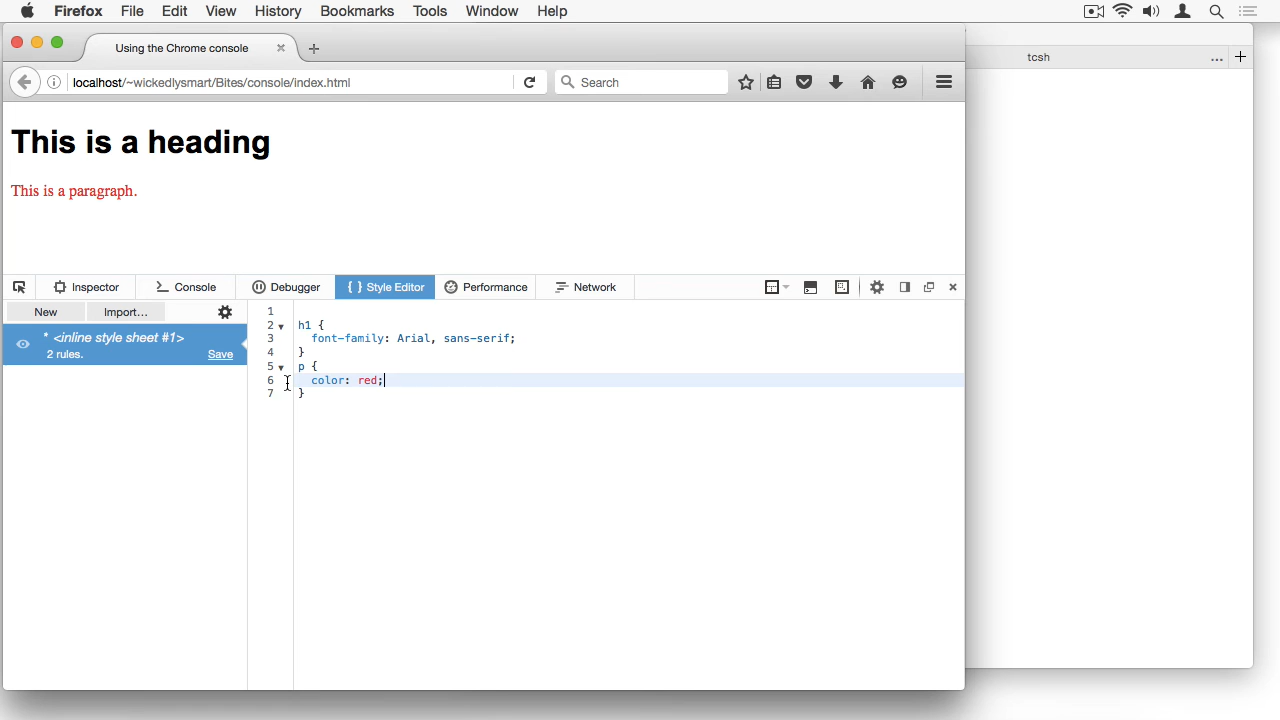 Firefox File Edit View History Bookmarks Tools Window Help
Using the Chrome console
tcsh
localhost/~wickedlysmart/Bites/console/index.html Search
This is a heading
This is a paragraph.
Inspector Console Debugger { } Style Editor Performance Network
New Import...
* <inline style sheet #1>
2 rules. Save
1
2 h1 {
3 font-family: Arial, sans-serif;
4 }
5 p {
6 color: red;
7 }